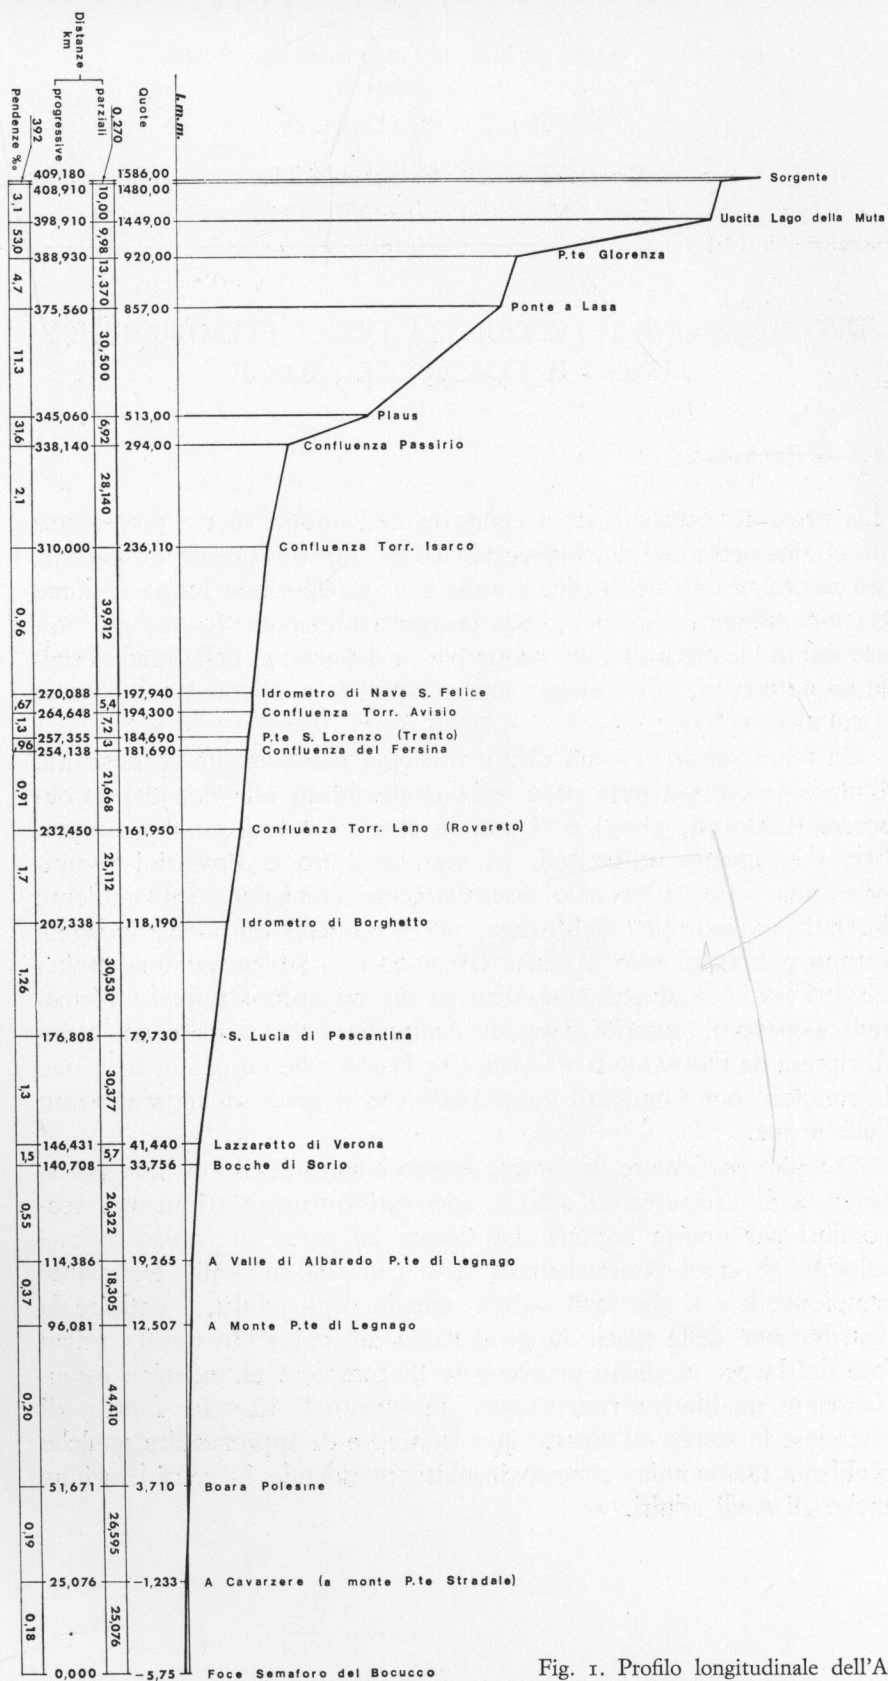 Distanze
km
Pendenze ‰
392
progressive
parziali
0,270
Quote
l.m.m.
409,180 1586,00 Sorgente
408,910 1480,00
3,1 10,00
398,910 1449,00 Uscita Lago della Muta
53,0 9,98
388,930 920,00 P.te Glorenza
4,7 13,370
375,560 857,00 Ponte a Lasa
11,3 30,500
345,060 513,00 Plaus
31,6 6,92
338,140 294,00 Confluenza Passirio
2,1 28,140
310,000 236,110 Confluenza Torr. Isarco
0,96 39,912
270,088 197,940 Idrometro di Nave S. Felice
,67 5,4
264,648 194,300 Confluenza Torr. Avisio
1,3 7,2
257,355 184,690 P.te S. Lorenzo (Trento)
,96 3
254,138 181,690 Confluenza del Fersina
0,91 21,668
232,450 161,950 Confluenza Torr. Leno (Rovereto)
1,7 25,112
207,338 118,190 Idrometro di Borghetto
1,26 30,530
176,808 79,730 S. Lucia di Pescantina
1,3 30,377
146,431 41,440 Lazzaretto di Verona
1,5 5,7
140,708 33,756 Bocche di Sorio
0,55 26,322
114,386 19,265 A Valle di Albaredo P.te di Legnago
0,37 18,305
96,081 12,507 A Monte P.te di Legnago
0,20 44,410
51,671 3,710 Boara Polesine
0,19 26,595
25,076 -1,233 A Cavarzere (a monte P.te Stradale)
0,18 25,076
0,000 -5,75 Foce Semaforo del Bocucco
Fig. 1. Profilo longitudinale dell'A